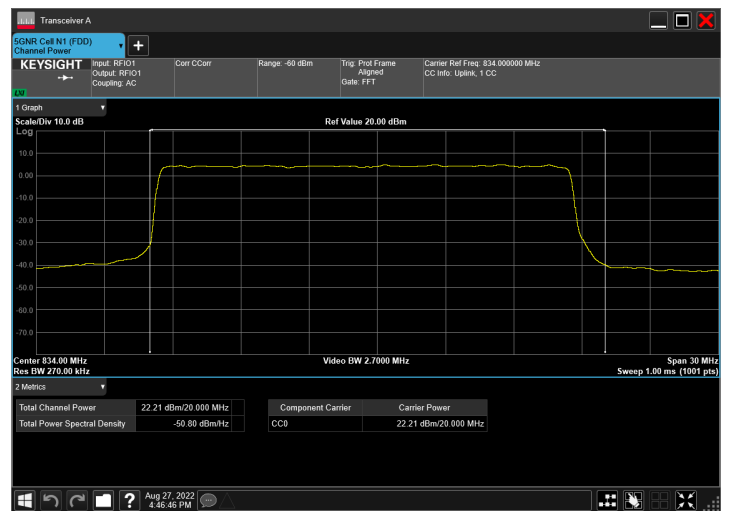 Transceiver A
5GNR Cell N1 (FDD)
Channel Power
KEYSIGHT
LXI
Input: RFIO1
Output: RFIO1
Coupling: AC
Corr CCorr
Range: -60 dBm
Trig: Prot Frame
Aligned
Gate: FFT
Carrier Ref Freq: 834.000000 MHz
CC Info: Uplink, 1 CC
1 Graph
Scale/Div 10.0 dB
Ref Value 20.00 dBm
Log
10.0
0.00
-10.0
-20.0
-30.0
-40.0
-50.0
-60.0
-70.0
Center 834.00 MHz
Video BW 2.7000 MHz
Span 30 MHz
Res BW 270.00 kHz
Sweep 1.00 ms (1001 pts)
2 Metrics
Total Channel Power 22.21 dBm/20.000 MHz
Total Power Spectral Density -50.80 dBm/Hz
Component Carrier Carrier Power
CC0 22.21 dBm/20.000 MHz
?
Aug 27, 2022
4:46:46 PM